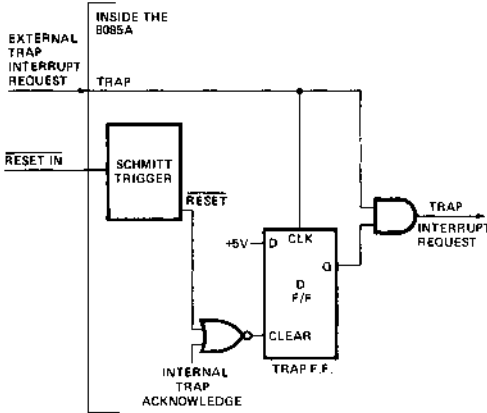 INSIDE THE
8085A
EXTERNAL
TRAP
INTERRUPT
REQUEST
TRAP
RESET IN
SCHMITT
TRIGGER
RESET
+5V
D
CLK
Q
D
F/F
CLEAR
TRAP F.F.
TRAP
INTERRUPT
REQUEST
INTERNAL
TRAP
ACKNOWLEDGE